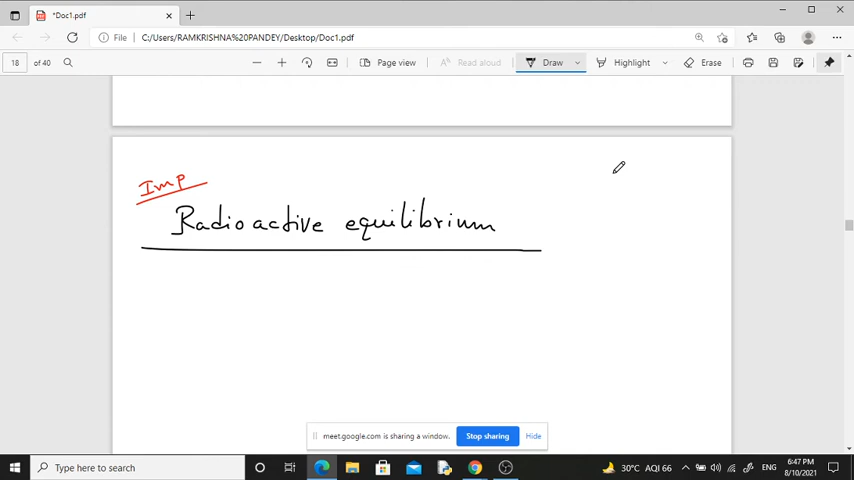 *Doc1.pdf
File C:/Users/RAMKRISHNA%20PANDEY/Desktop/Doc1.pdf
18 of 40 Page view Read aloud Draw Highlight Erase
Imp
Radioactive equilibrium
meet.google.com is sharing a window. Stop sharing Hide
Type here to search 30°C AQI 66 ENG 6:47 PM
8/10/2021